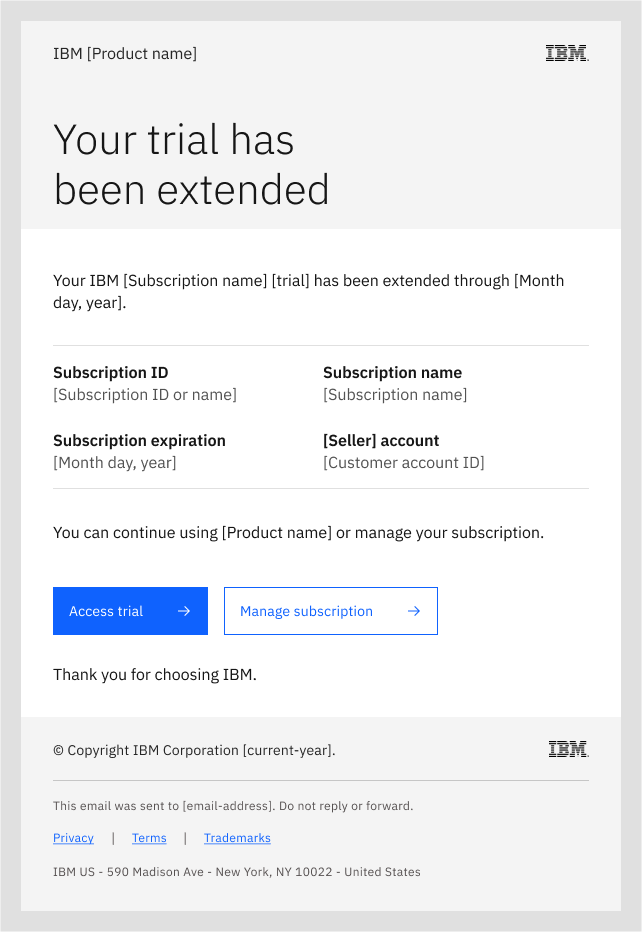 IBM [Product name]
IBM
Your trial has
been extended
Your IBM [Subscription name] [trial] has been extended through [Month
day, year].
Subscription ID
[Subscription ID or name]
Subscription name
[Subscription name]
Subscription expiration
[Month day, year]
[Seller] account
[Customer account ID]
You can continue using [Product name] or manage your subscription.
Access trial →
Manage subscription →
Thank you for choosing IBM.
© Copyright IBM Corporation [current-year].
IBM
This email was sent to [email-address]. Do not reply or forward.
Privacy | Terms | Trademarks
IBM US - 590 Madison Ave - New York, NY 10022 - United States